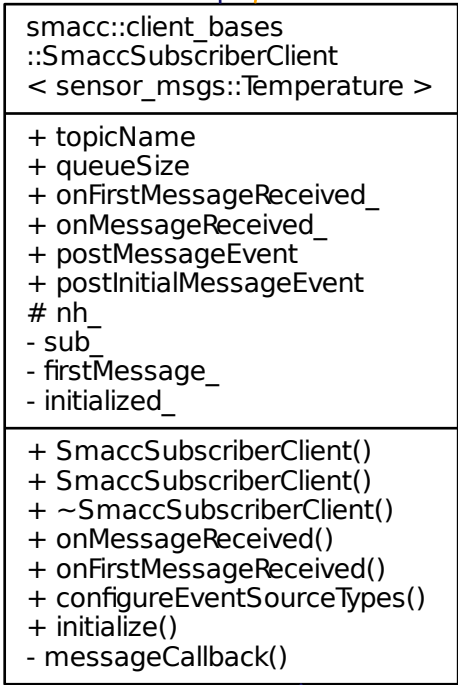 smacc::client_bases
::SmaccSubscriberClient
< sensor_msgs::Temperature >
+ topicName
+ queueSize
+ onFirstMessageReceived_
+ onMessageReceived_
+ postMessageEvent
+ postInitialMessageEvent
# nh_
- sub_
- firstMessage_
- initialized_
+ SmaccSubscriberClient()
+ SmaccSubscriberClient()
+ ~SmaccSubscriberClient()
+ onMessageReceived()
+ onFirstMessageReceived()
+ configureEventSourceTypes()
+ initialize()
- messageCallback()